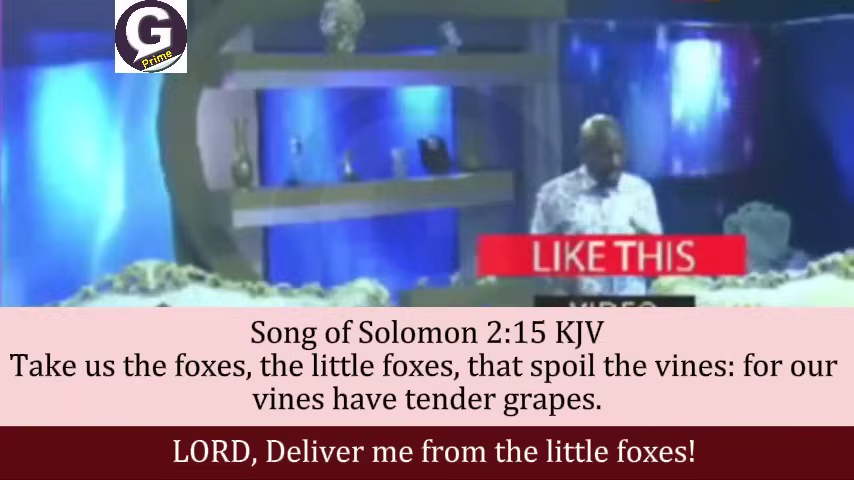 G
Prime
LIKE THIS
VIDEO
Song of Solomon 2:15 KJV
Take us the foxes, the little foxes, that spoil the vines: for our
vines have tender grapes.
LORD, Deliver me from the little foxes!